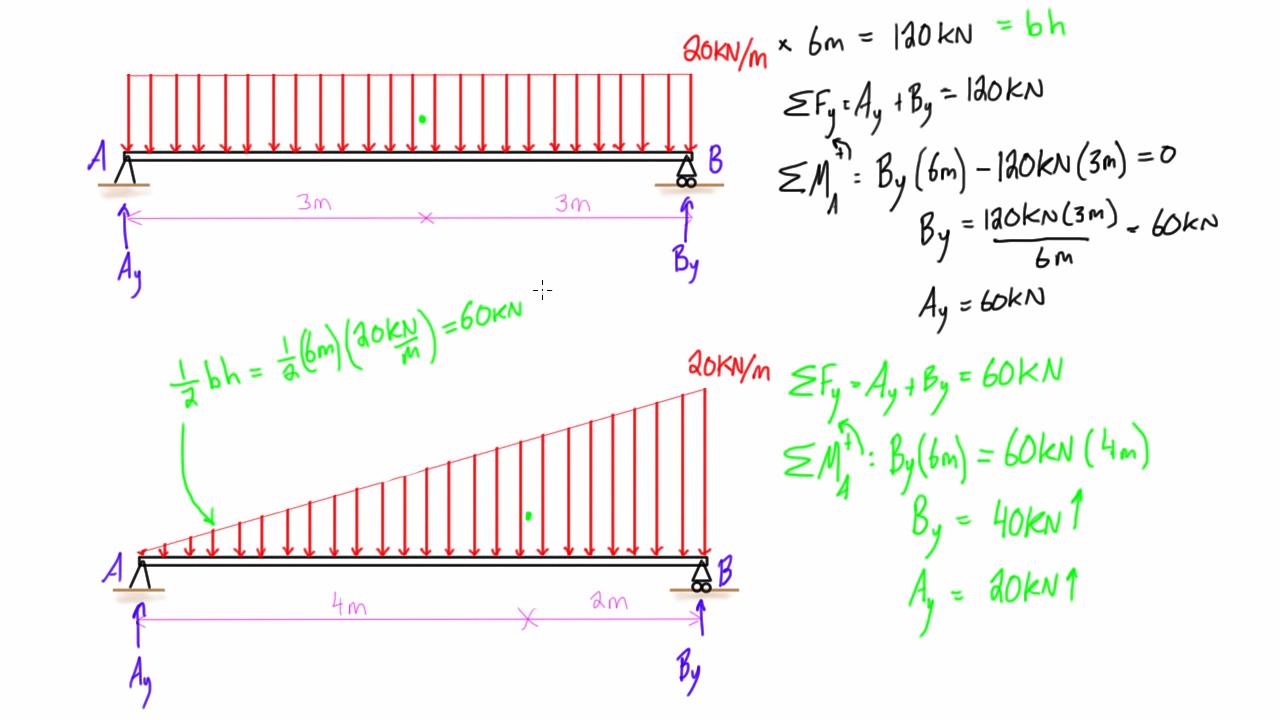 20KN/m × 6m = 120KN = bh
ΣFy = Ay + By = 120KN
ΣM_A^+ : By(6m) - 120KN(3m) = 0
By = 120KN(3m)/6m = 60KN
Ay = 60KN
A
B
3m
3m
Ay
By
1/2 bh = 1/2(6m)(20KN/M) = 60KN
20KN/m
ΣFy = Ay + By = 60KN
ΣM_A^+ : By(6m) = 60KN(4m)
By = 40KN↑
Ay = 20KN↑
A
B
4m
2m
Ay
By